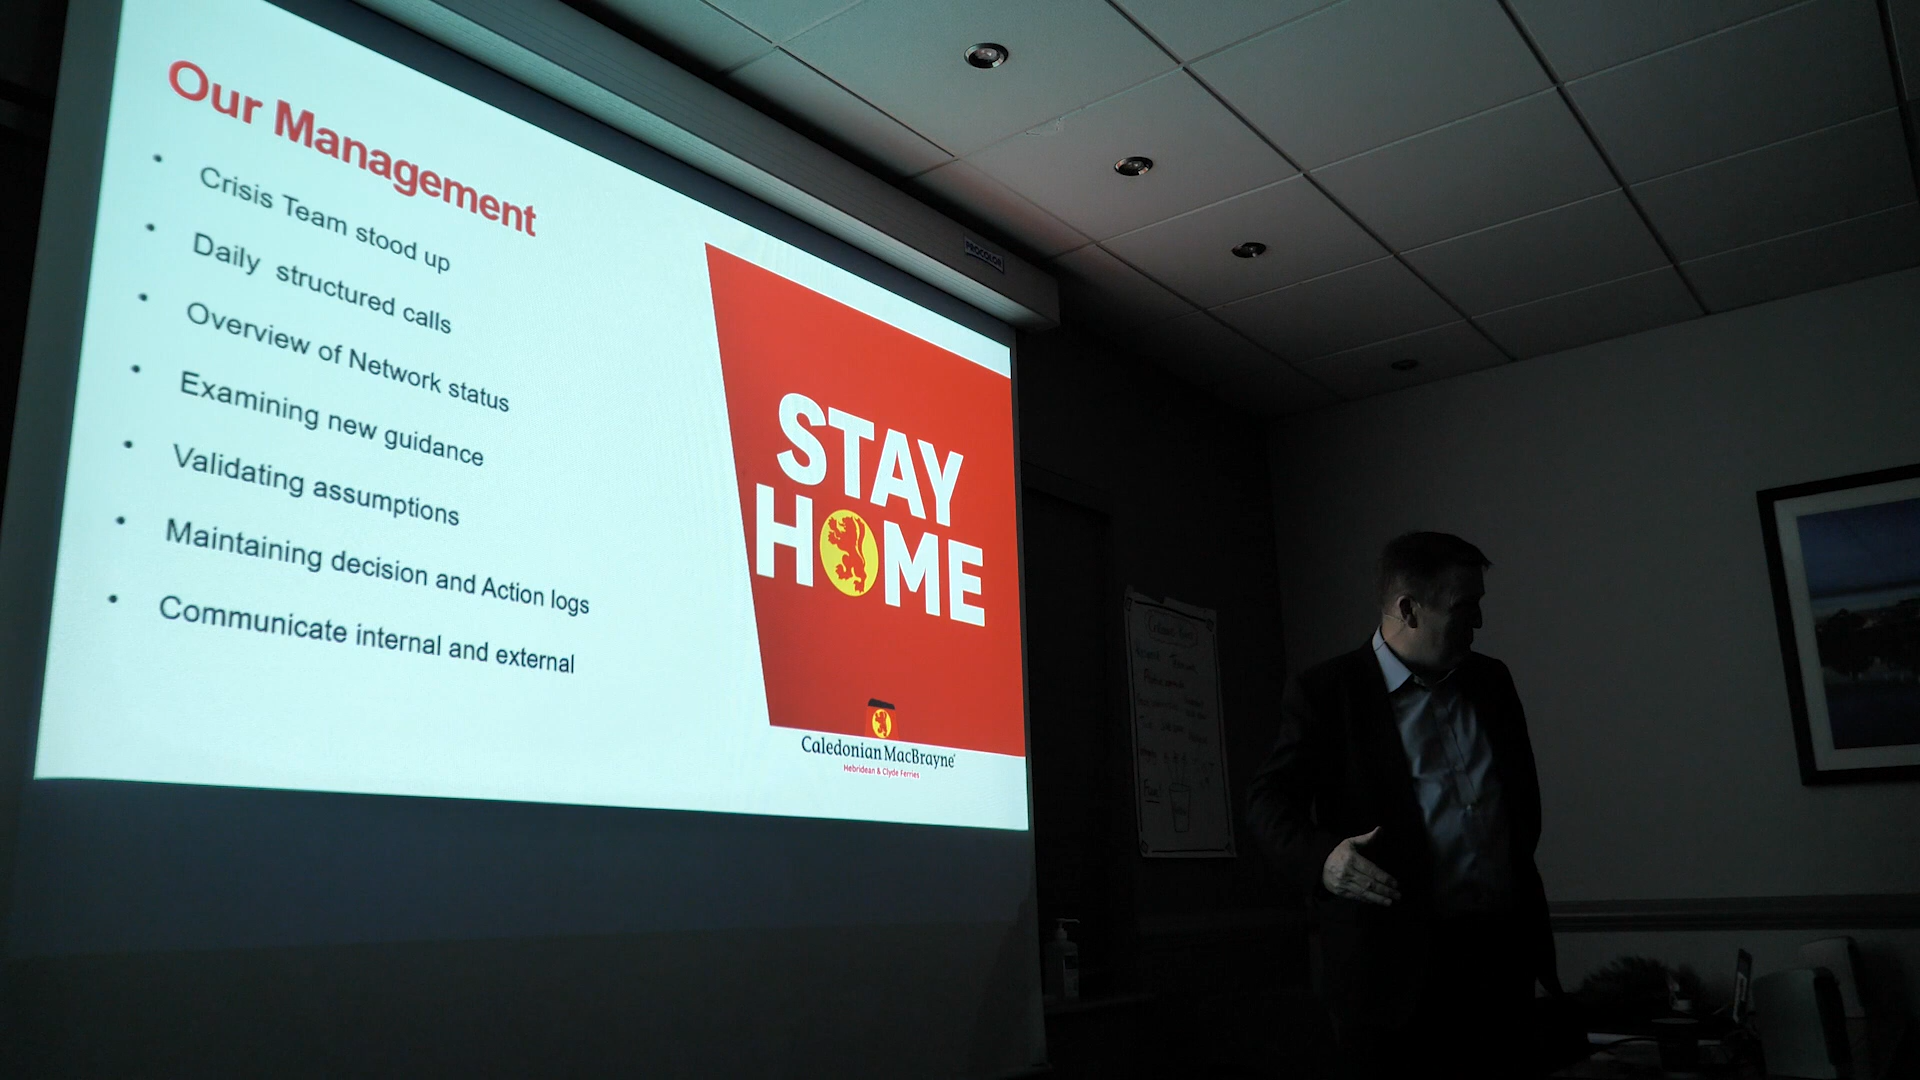 Our Management
• Crisis Team stood up
• Daily structured calls
• Overview of Network status
• Examining new guidance
• Validating assumptions
• Maintaining decision and Action logs
• Communicate internal and external
STAY
HOME
Caledonian MacBrayne
Hebridean & Clyde Ferries
PROCOLOR